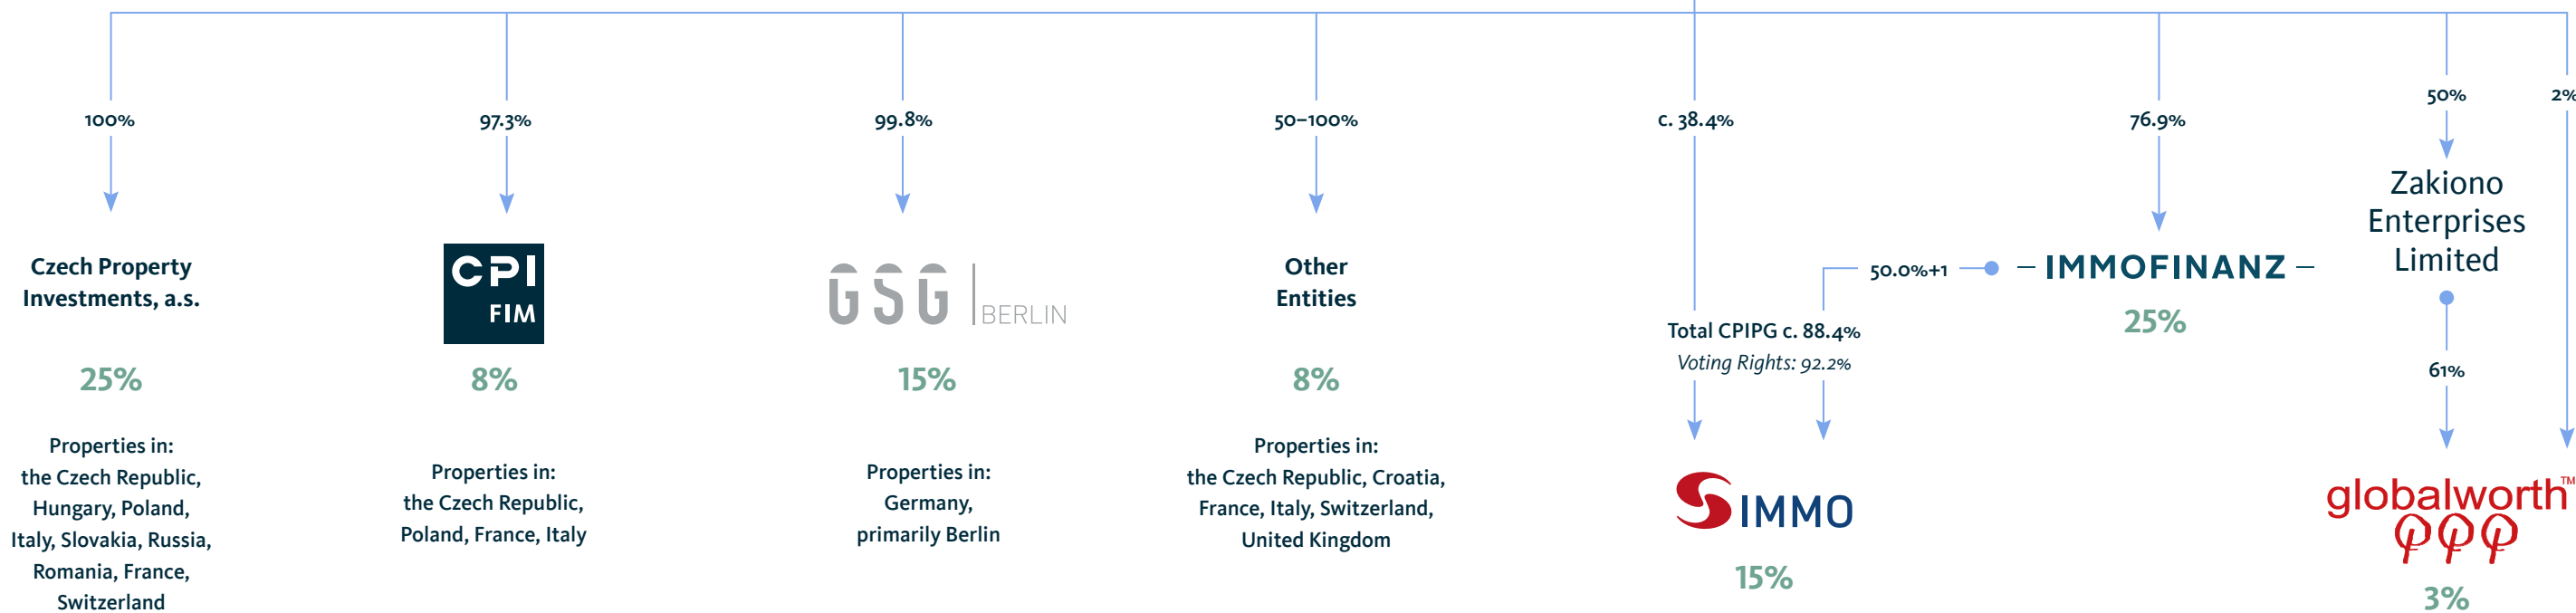 100%
Czech Property
Investments, a.s.
25%
Properties in:
the Czech Republic,
Hungary, Poland,
Italy, Slovakia, Russia,
Romania, France,
Switzerland
97.3%
CPI
FIM
8%
Properties in:
the Czech Republic,
Poland, France, Italy
99.8%
GSG BERLIN
15%
Properties in:
Germany,
primarily Berlin
50–100%
Other
Entities
8%
Properties in:
the Czech Republic, Croatia,
France, Italy, Switzerland,
United Kingdom
c. 38.4%
50.0%+1
Total CPIPG c. 88.4%
Voting Rights: 92.2%
S IMMO
15%
76.9%
IMMOFINANZ
25%
50%
Zakiono
Enterprises
Limited
61%
2%
globalworth™
3%